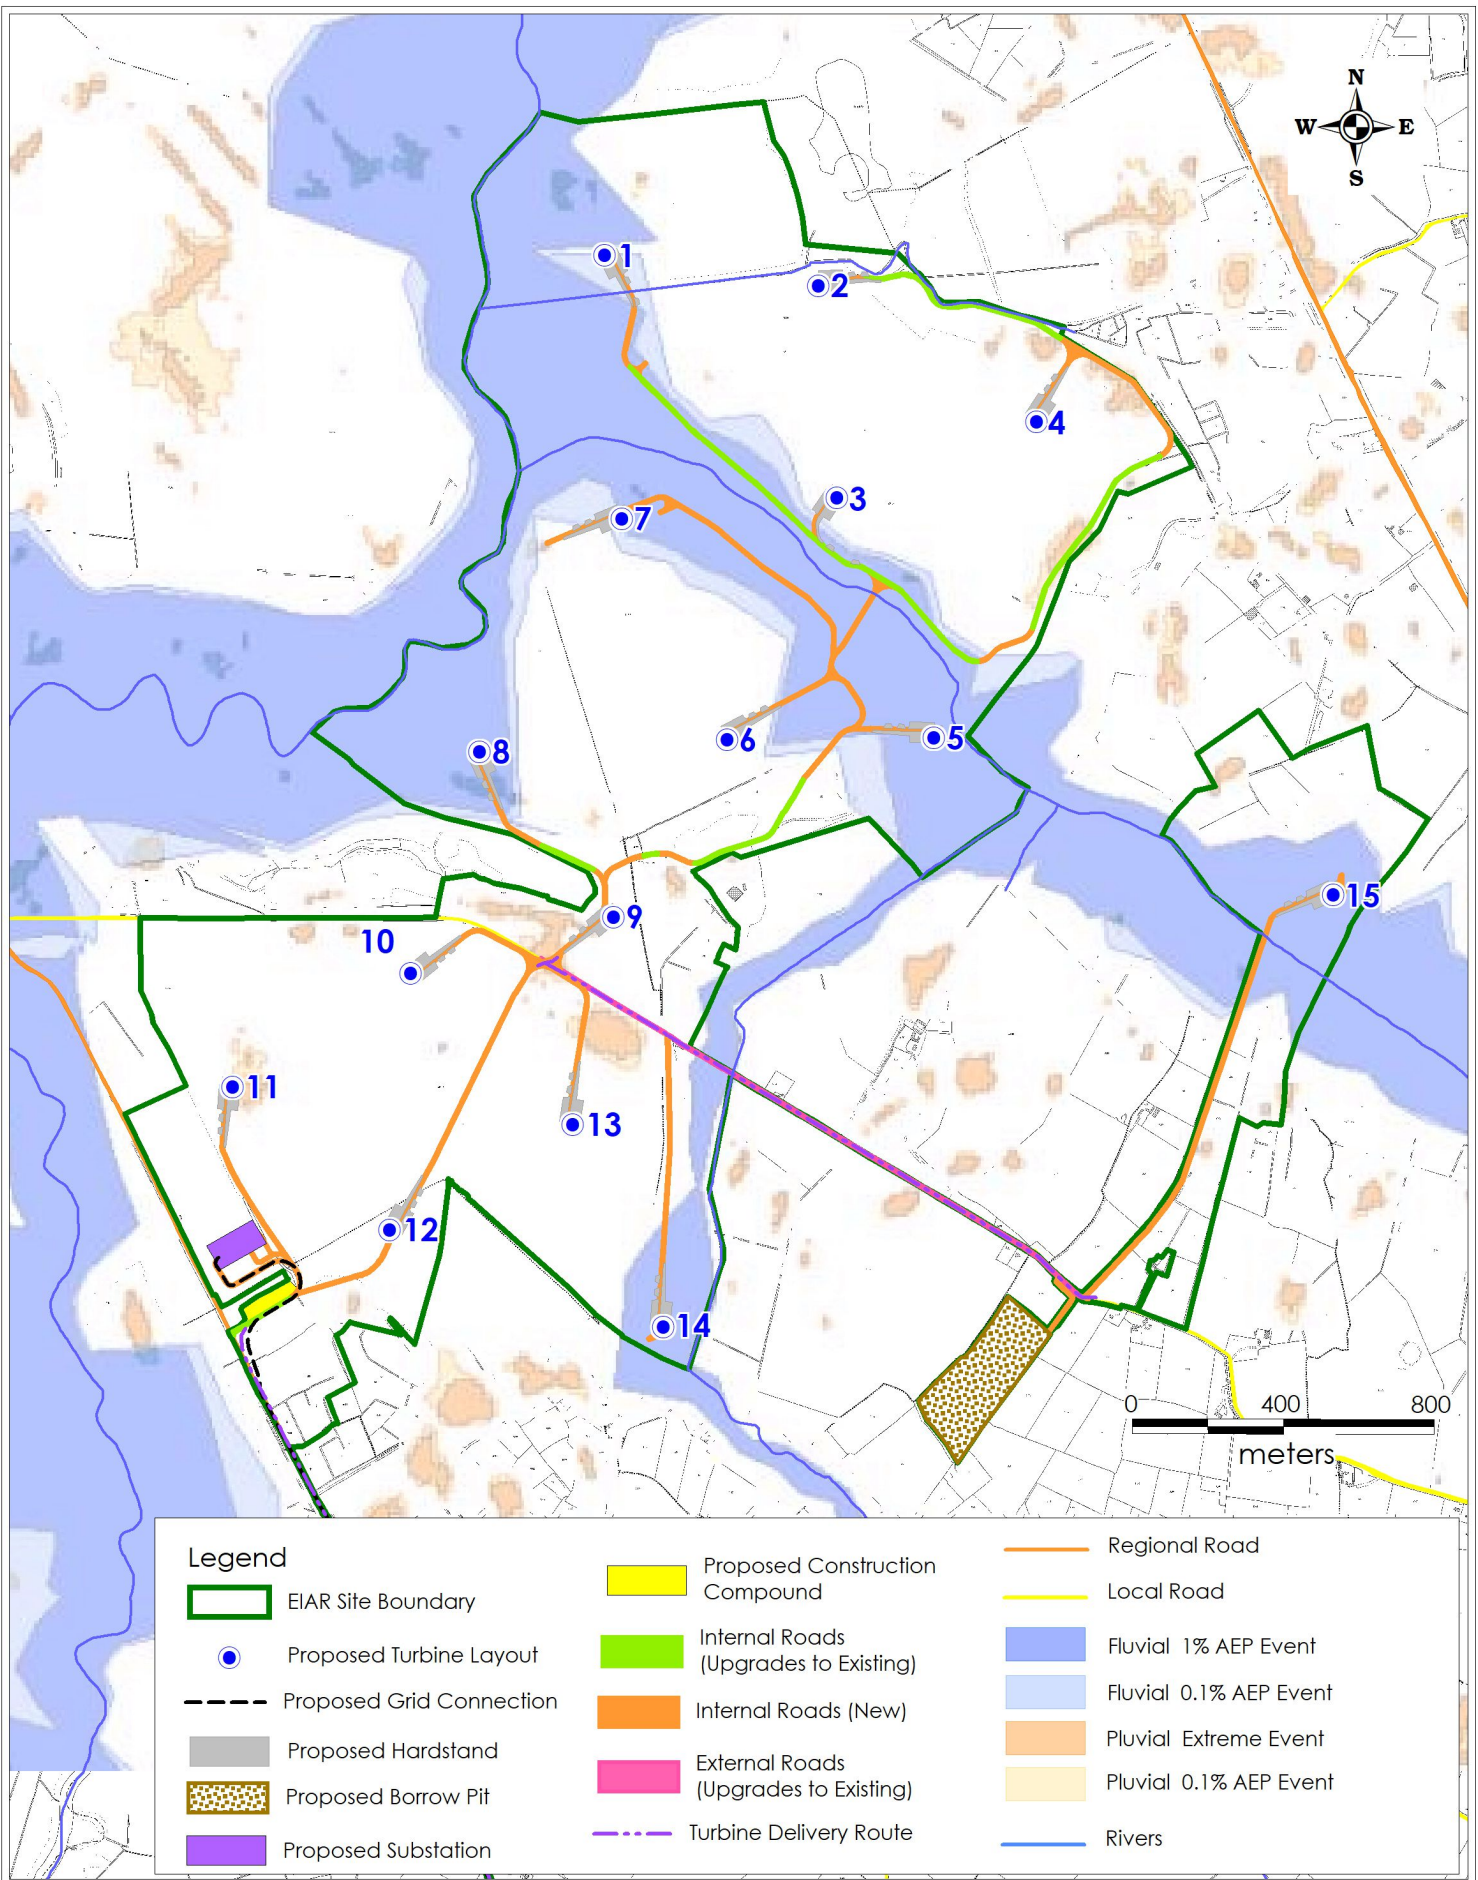 N
W E
S
1
2
4
3
7
6
5
8
15
9
10
11
13
12
14
0 400 800
meters
Legend
EIAR Site Boundary
Proposed Turbine Layout
Proposed Grid Connection
Proposed Hardstand
Proposed Borrow Pit
Proposed Substation
Proposed Construction
Compound
Internal Roads
(Upgrades to Existing)
Internal Roads (New)
External Roads
(Upgrades to Existing)
Turbine Delivery Route
Regional Road
Local Road
Fluvial 1% AEP Event
Fluvial 0.1% AEP Event
Pluvial Extreme Event
Pluvial 0.1% AEP Event
Rivers